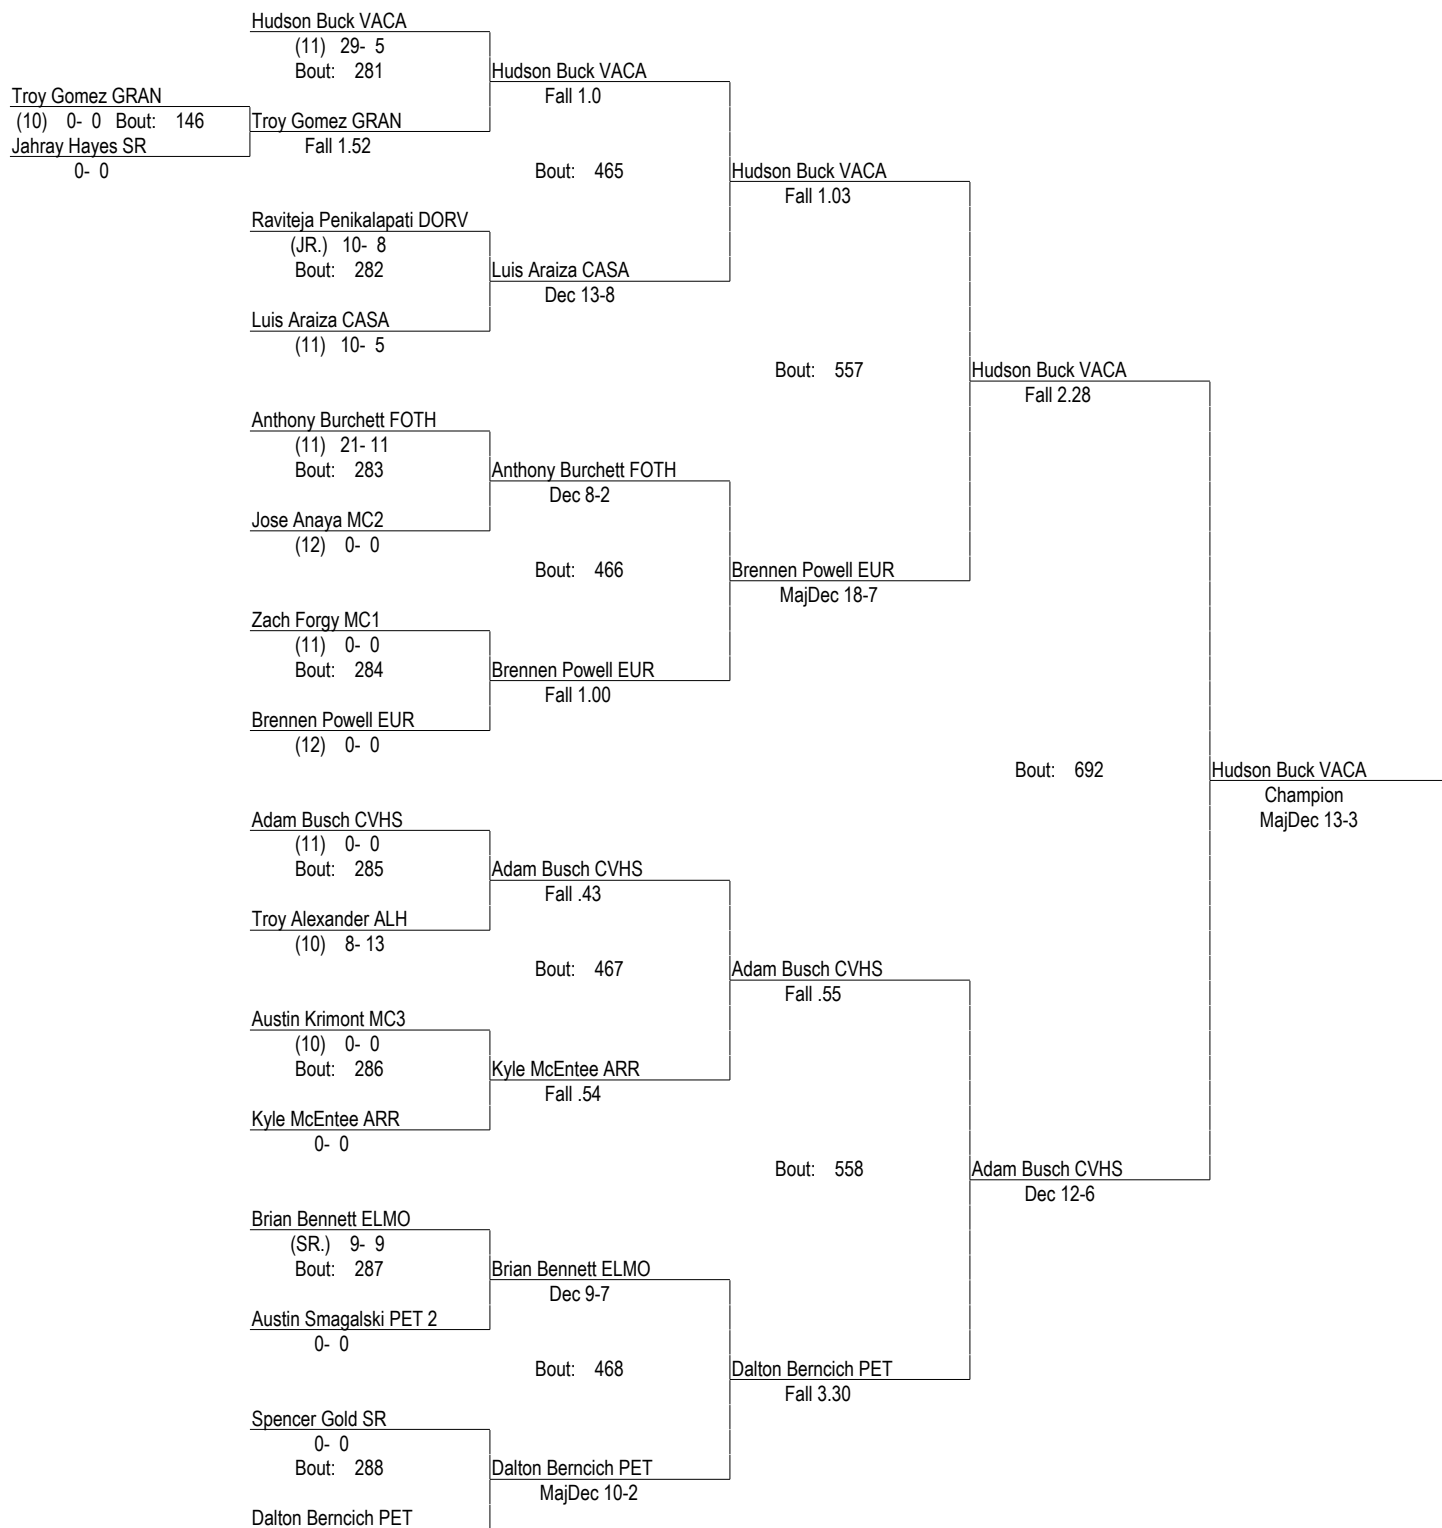 Hudson Buck VACA
(11) 29- 5
Bout: 281
Hudson Buck VACA
Fall 1.0
Troy Gomez GRAN
(10) 0- 0 Bout: 146
Troy Gomez GRAN
Fall 1.52
Jahray Hayes SR
0- 0
Bout: 465
Hudson Buck VACA
Fall 1.03
Raviteja Penikalapati DORV
(JR.) 10- 8
Bout: 282
Luis Araiza CASA
Dec 13-8
Luis Araiza CASA
(11) 10- 5
Bout: 557
Hudson Buck VACA
Fall 2.28
Anthony Burchett FOTH
(11) 21- 11
Bout: 283
Anthony Burchett FOTH
Dec 8-2
Jose Anaya MC2
(12) 0- 0
Bout: 466
Brennen Powell EUR
MajDec 18-7
Zach Forgy MC1
(11) 0- 0
Bout: 284
Brennen Powell EUR
Fall 1.00
Brennen Powell EUR
(12) 0- 0
Bout: 692
Hudson Buck VACA
Champion
MajDec 13-3
Adam Busch CVHS
(11) 0- 0
Bout: 285
Adam Busch CVHS
Fall .43
Troy Alexander ALH
(10) 8- 13
Bout: 467
Adam Busch CVHS
Fall .55
Austin Krimont MC3
(10) 0- 0
Bout: 286
Kyle McEntee ARR
Fall .54
Kyle McEntee ARR
0- 0
Bout: 558
Adam Busch CVHS
Dec 12-6
Brian Bennett ELMO
(SR.) 9- 9
Bout: 287
Brian Bennett ELMO
Dec 9-7
Austin Smagalski PET 2
0- 0
Bout: 468
Dalton Berncich PET
Fall 3.30
Spencer Gold SR
0- 0
Bout: 288
Dalton Berncich PET
MajDec 10-2
Dalton Berncich PET